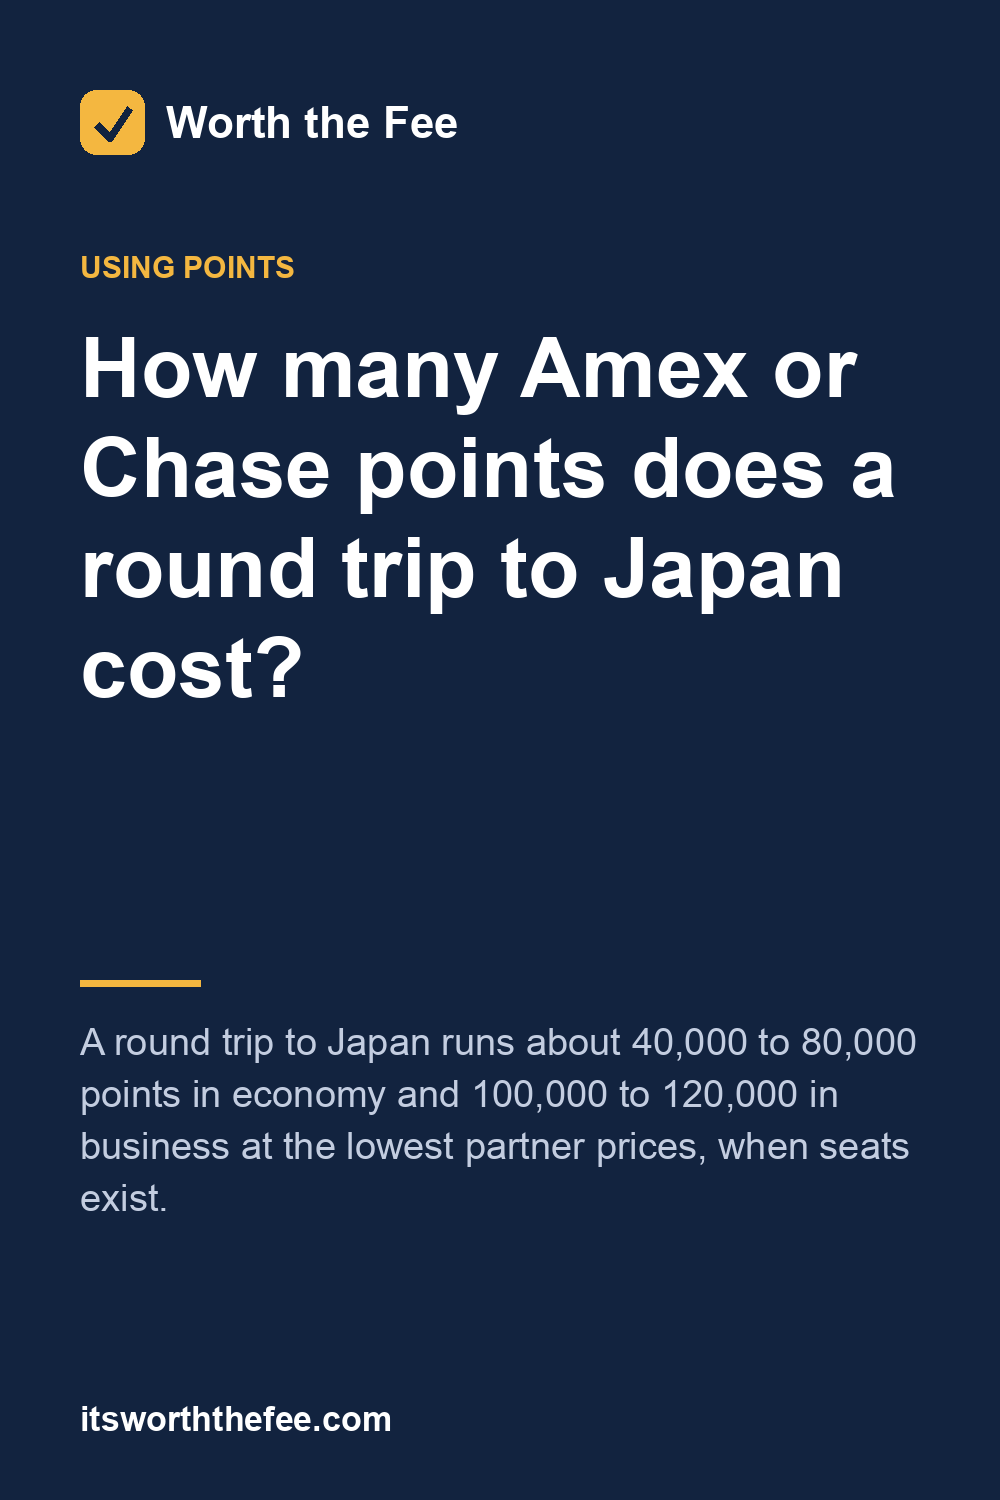 Worth the Fee
USING POINTS
How many Amex or
Chase points does a
round trip to Japan
cost?
A round trip to Japan runs about 40,000 to 80,000
points in economy and 100,000 to 120,000 in
business at the lowest partner prices, when seats
exist.
itsworththefee.com